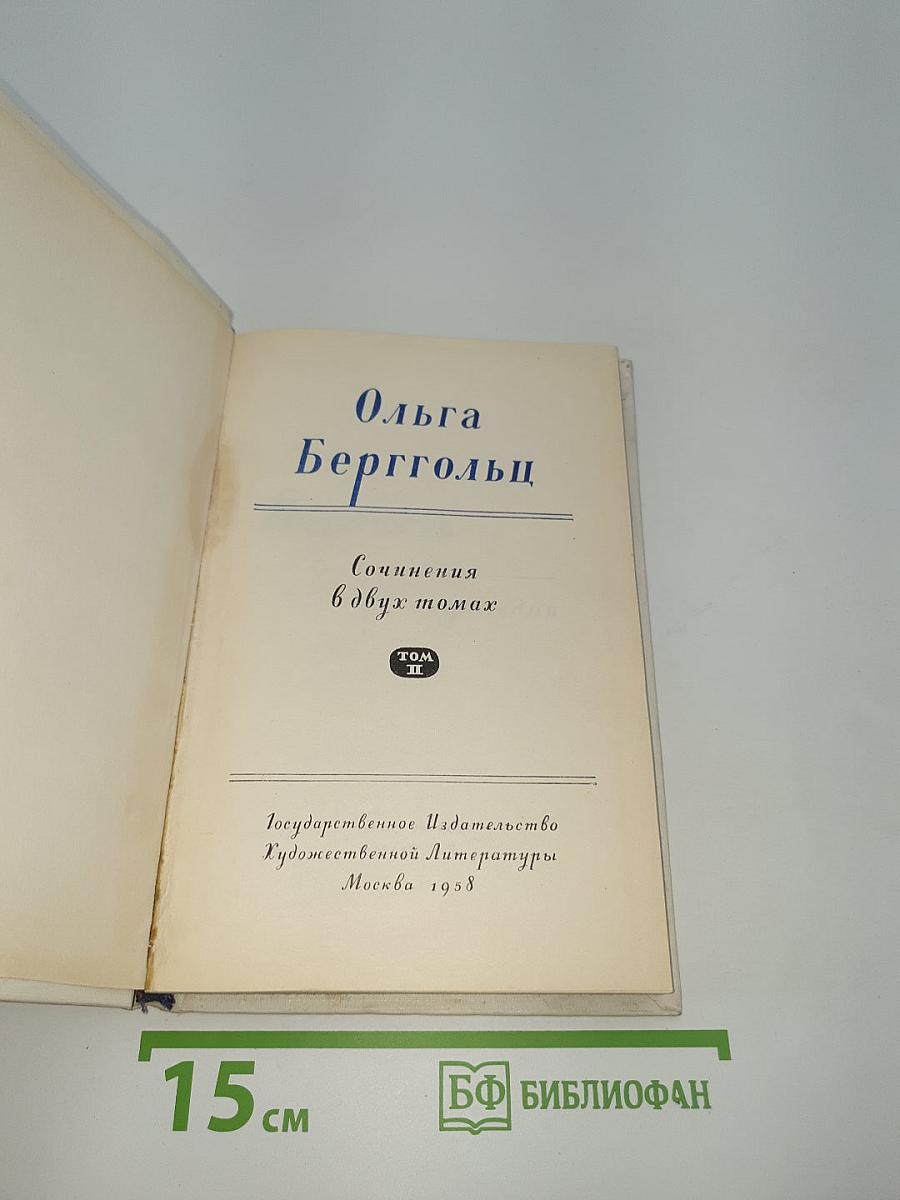 Ольга
Берггольц
Сочинения
в двух томах
ТОМ
II
Государственное Издательство
Художественной Литературы
Москва 1958
15 см
БФ БИБЛИОФАН